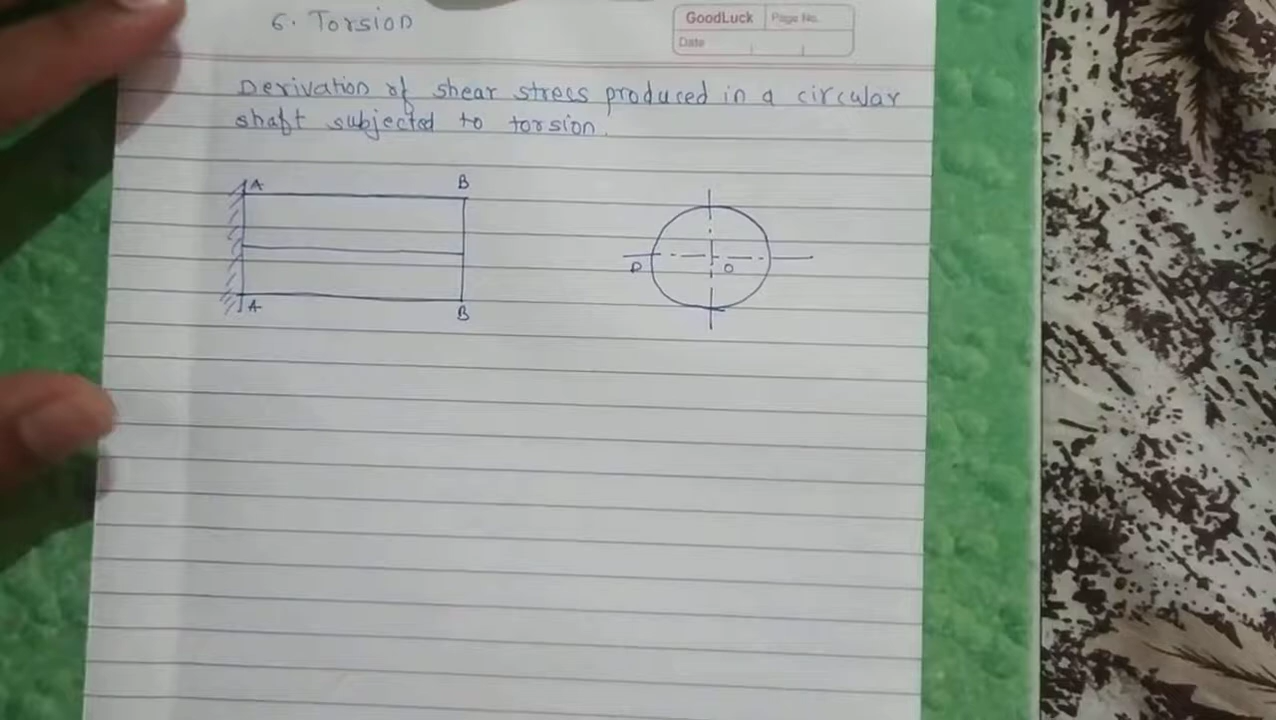 6. Torsion
GoodLuck Page No.
Date
Derivation of shear stress produced in a circular
shaft subjected to torsion.
A B
D O
A B